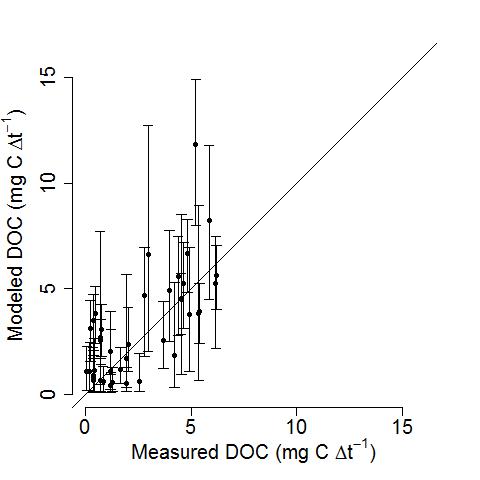 Modeled DOC (mg C Δt⁻¹)
15
10
5
0
0 5 10 15
Measured DOC (mg C Δt⁻¹)